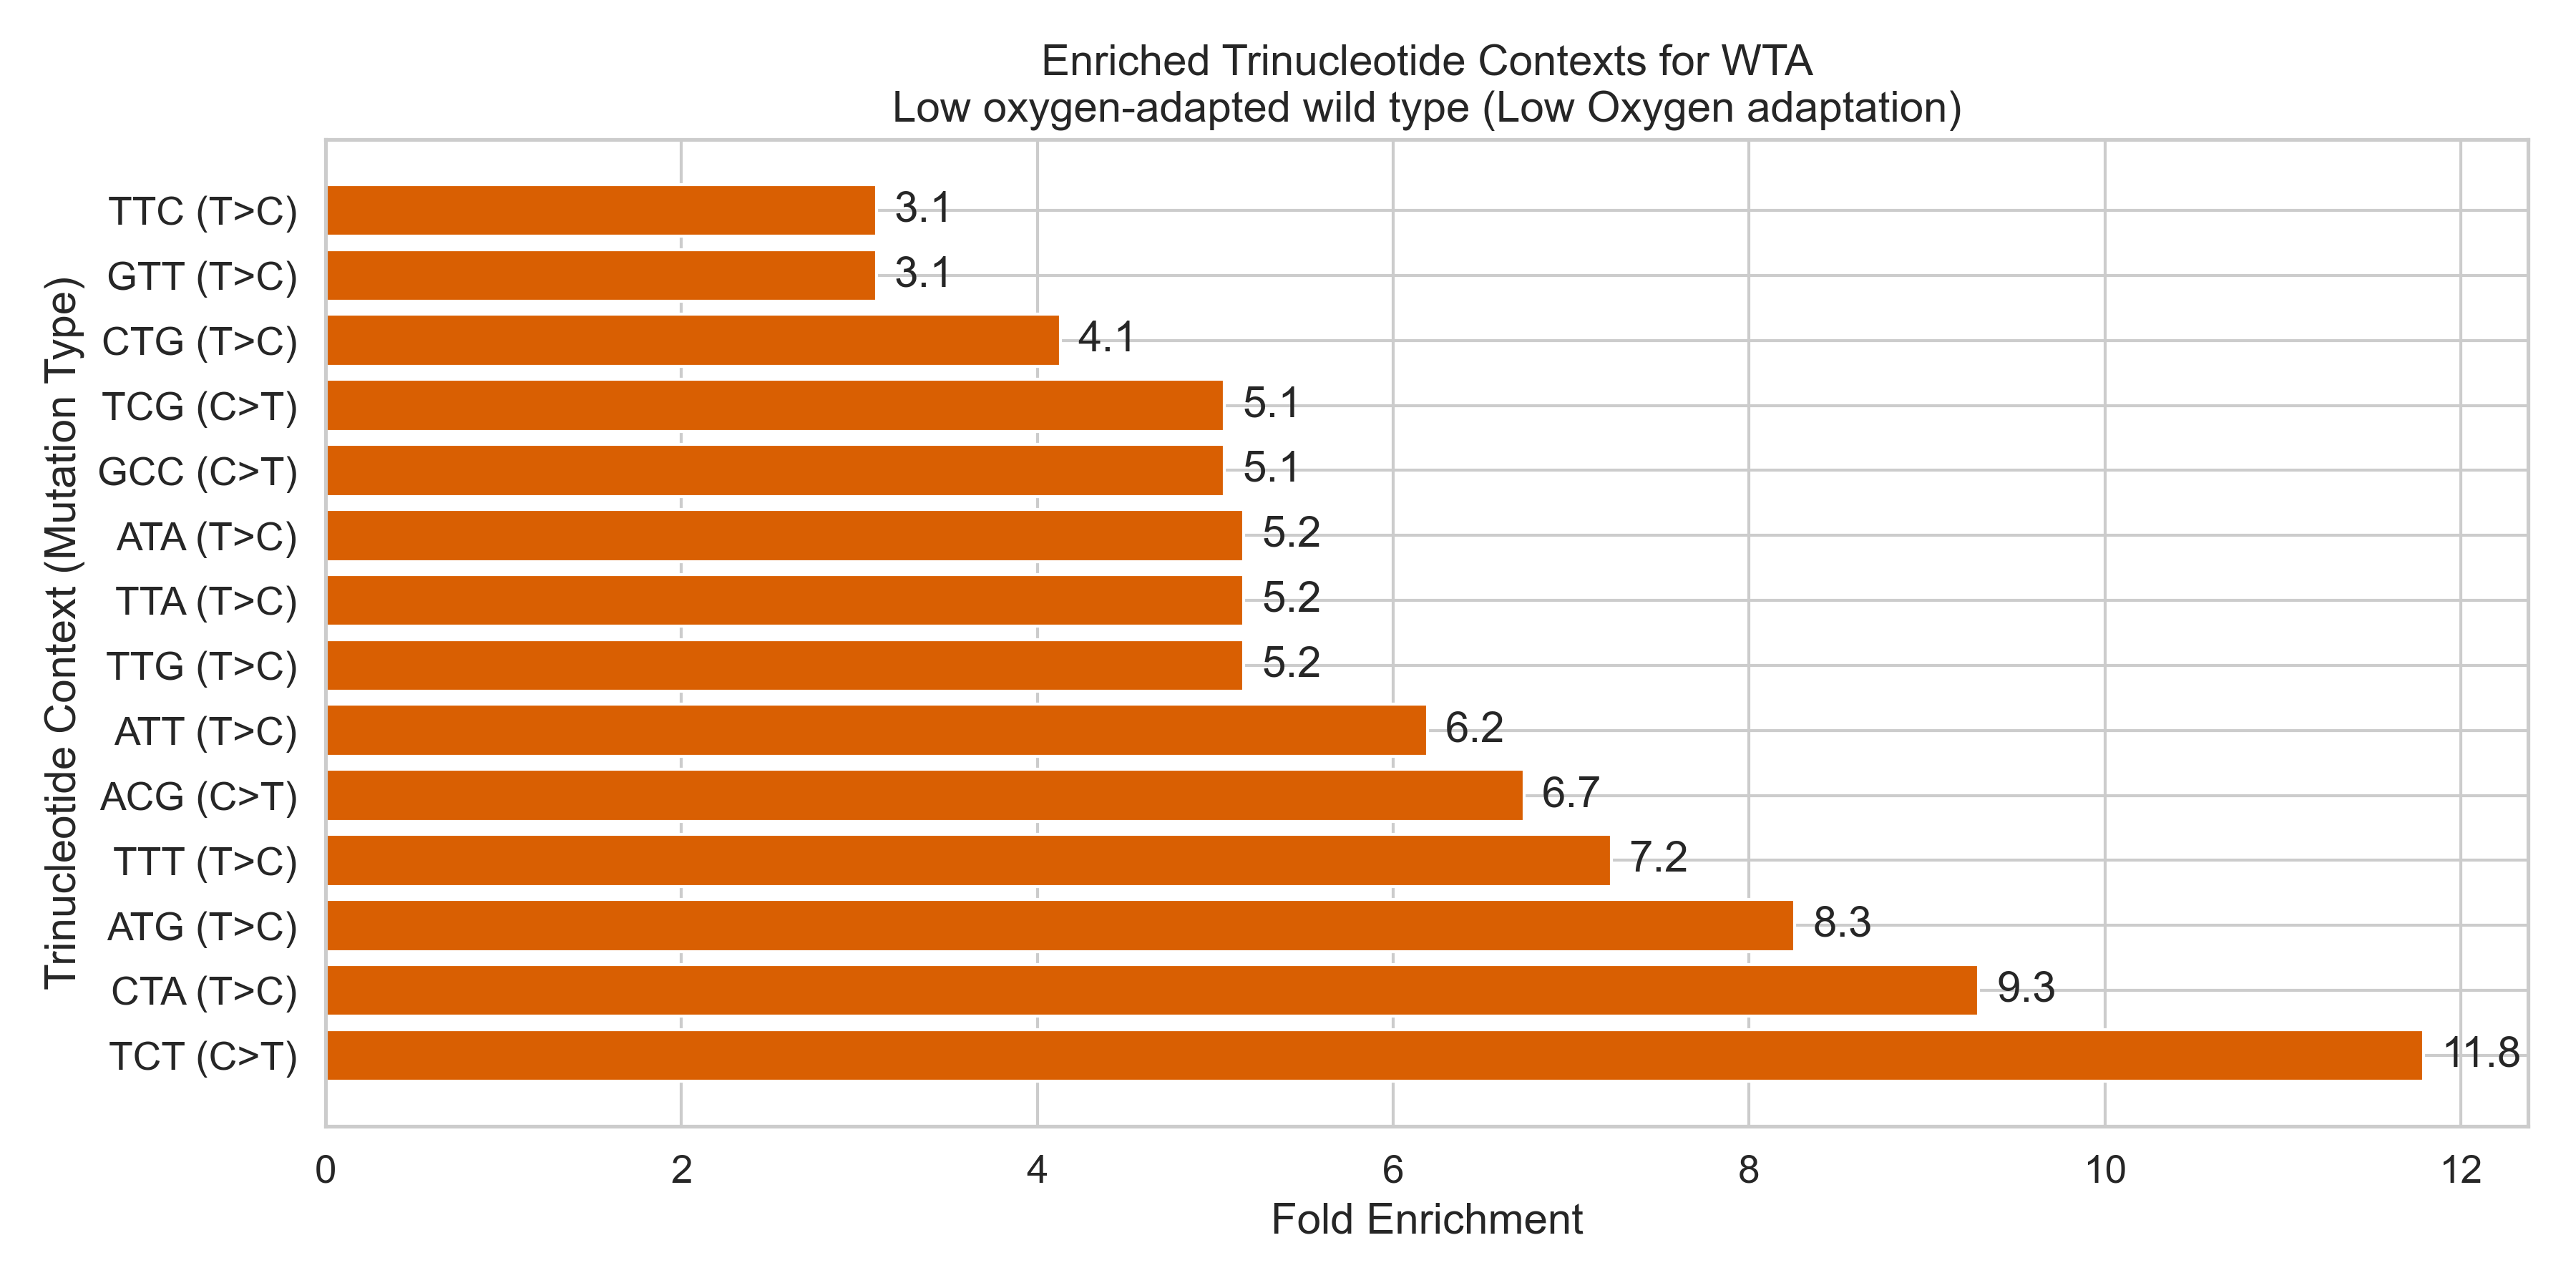 Enriched Trinucleotide Contexts for WTA
Low oxygen-adapted wild type (Low Oxygen adaptation)
Trinucleotide Context (Mutation Type)
TTC (T>C) 3.1
GTT (T>C) 3.1
CTG (T>C) 4.1
TCG (C>T) 5.1
GCC (C>T) 5.1
ATA (T>C) 5.2
TTA (T>C) 5.2
TTG (T>C) 5.2
ATT (T>C) 6.2
ACG (C>T) 6.7
TTT (T>C) 7.2
ATG (T>C) 8.3
CTA (T>C) 9.3
TCT (C>T) 11.8
0 2 4 6 8 10 12
Fold Enrichment